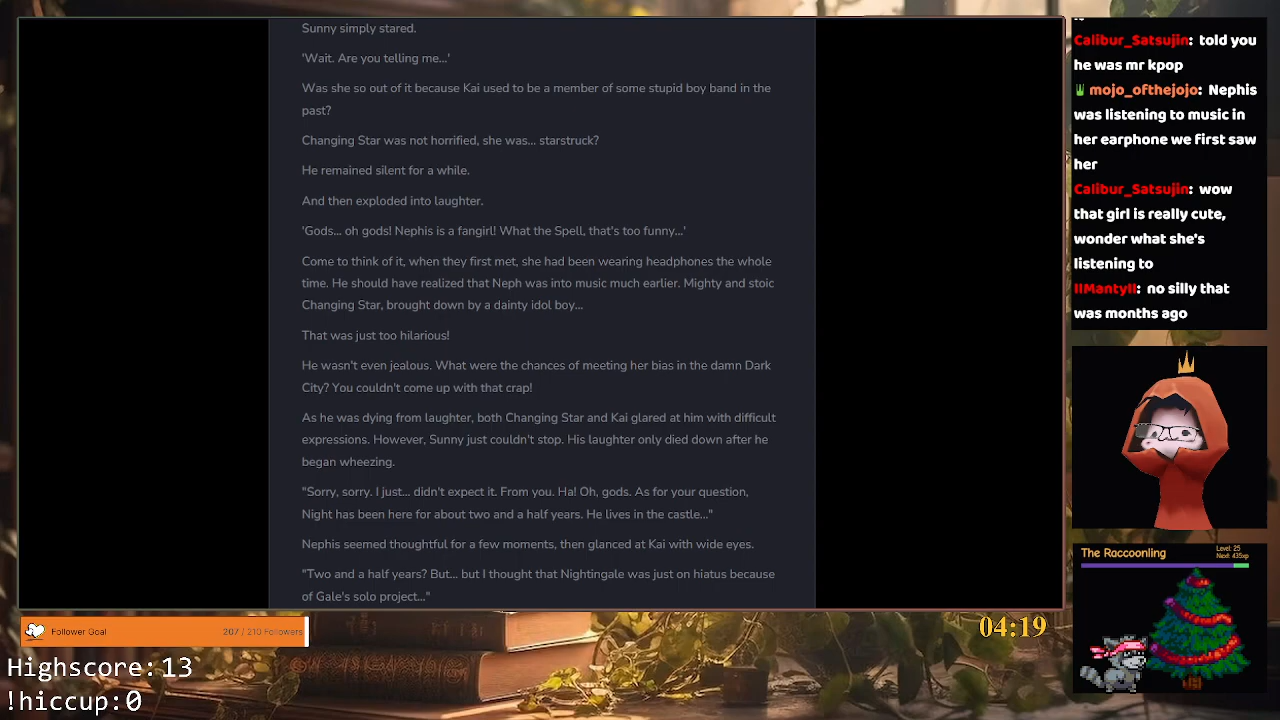 Sunny simply stared.
'Wait. Are you telling me...'
Was she so out of it because Kai used to be a member of some stupid boy band in the
past?
Changing Star was not horrified, she was... starstruck?
He remained silent for a while.
And then exploded into laughter.
'Gods... oh gods! Nephis is a fangirl! What the Spell, that's too funny...'
Come to think of it, when they first met, she had been wearing headphones the whole
time. He should have realized that Neph was into music much earlier. Mighty and stoic
Changing Star, brought down by a dainty idol boy...
That was just too hilarious!
He wasn't even jealous. What were the chances of meeting her bias in the damn Dark
City? You couldn't come up with that crap!
As he was dying from laughter, both Changing Star and Kai glared at him with difficult
expressions. However, Sunny just couldn't stop. His laughter only died down after he
began wheezing.
"Sorry, sorry. I just... didn't expect it. From you. Ha! Oh, gods. As for your question,
Night has been here for about two and a half years. He lives in the castle..."
Nephis seemed thoughtful for a few moments, then glanced at Kai with wide eyes.
"Two and a half years? But... but I thought that Nightingale was just on hiatus because
of Gale's solo project..."
Calibur_Satsujin: told you
he was mr kpop
mojo_ofthejojo: Nephis
was listening to music in
her earphone we first saw
her
Calibur_Satsujin: wow
that girl is really cute,
wonder what she's
listening to
IIMantyII: no silly that
was months ago
The Raccoonling
Level: 25
Next: 435xp
Follower Goal
207 / 210 Followers
04:19
Highscore:13
!hiccup:0